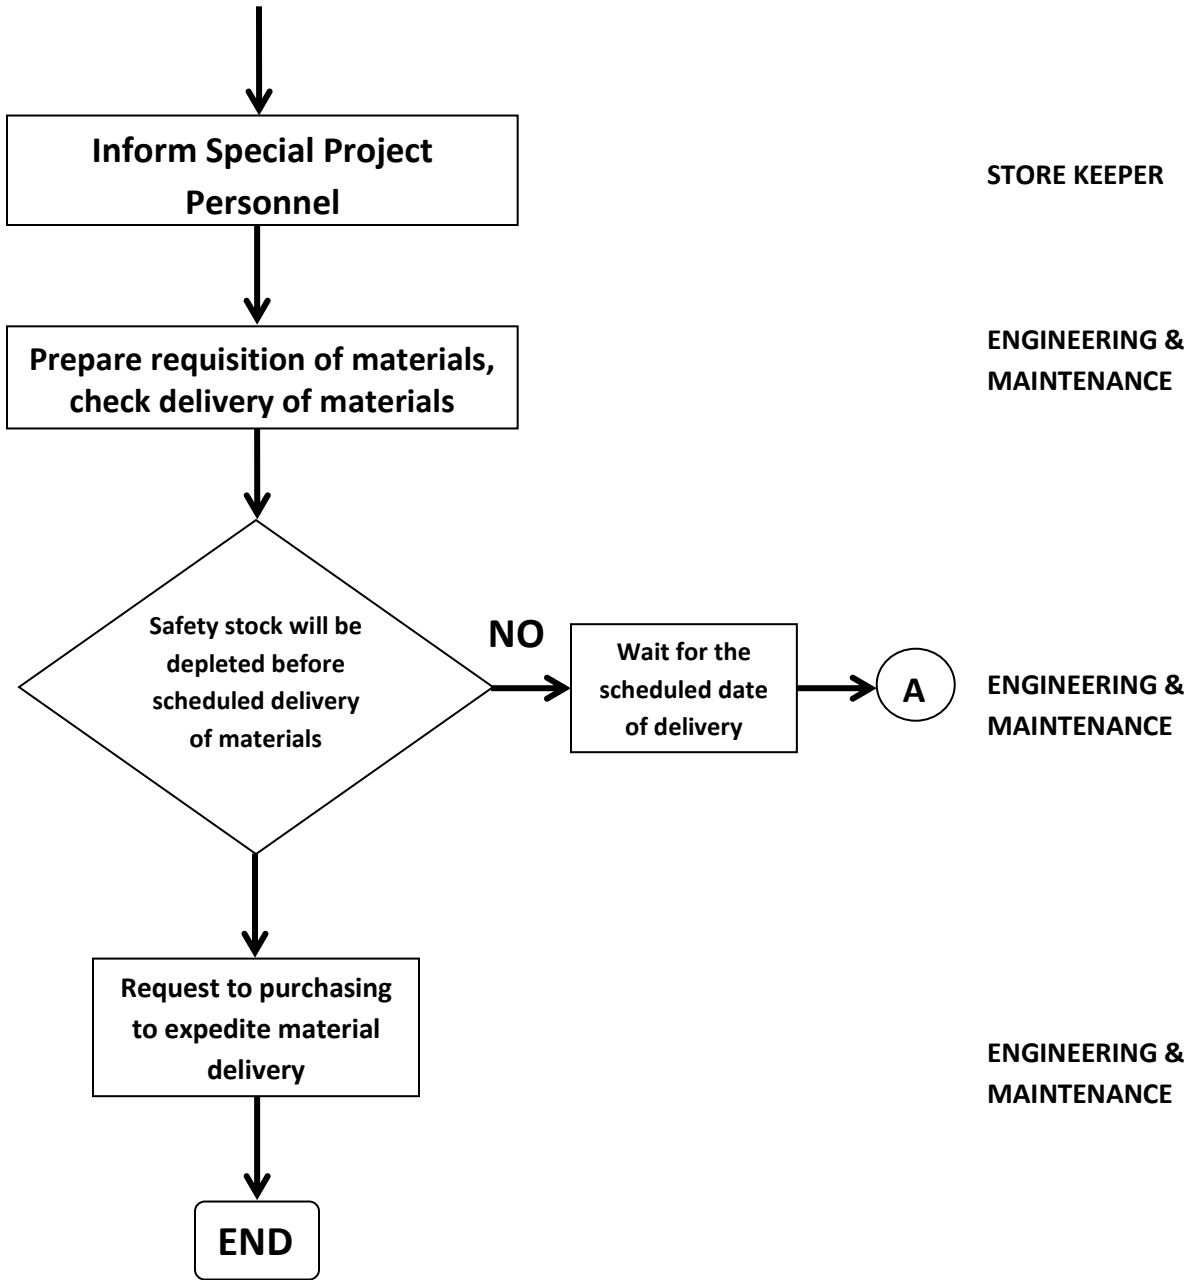 Inform Special Project
Personnel
STORE KEEPER
Prepare requisition of materials,
check delivery of materials
ENGINEERING &
MAINTENANCE
Safety stock will be
depleted before
scheduled delivery
of materials
NO
Wait for the
scheduled date
of delivery
A
ENGINEERING &
MAINTENANCE
Request to purchasing
to expedite material
delivery
ENGINEERING &
MAINTENANCE
END